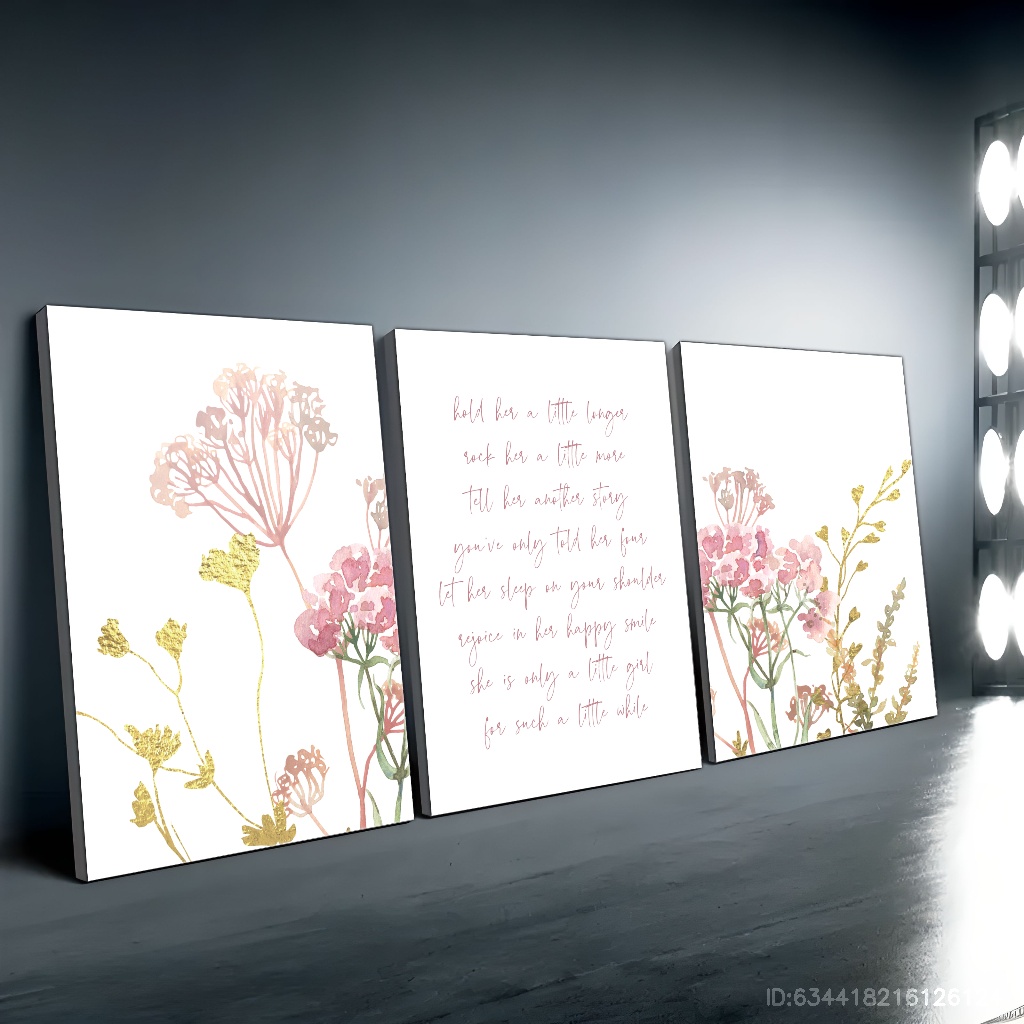 hold her a little longer
rock her a little more
tell her another story
you've only told her four
let her sleep on your shoulder
rejoice in her happy smile
she is only a little girl
for such a little while